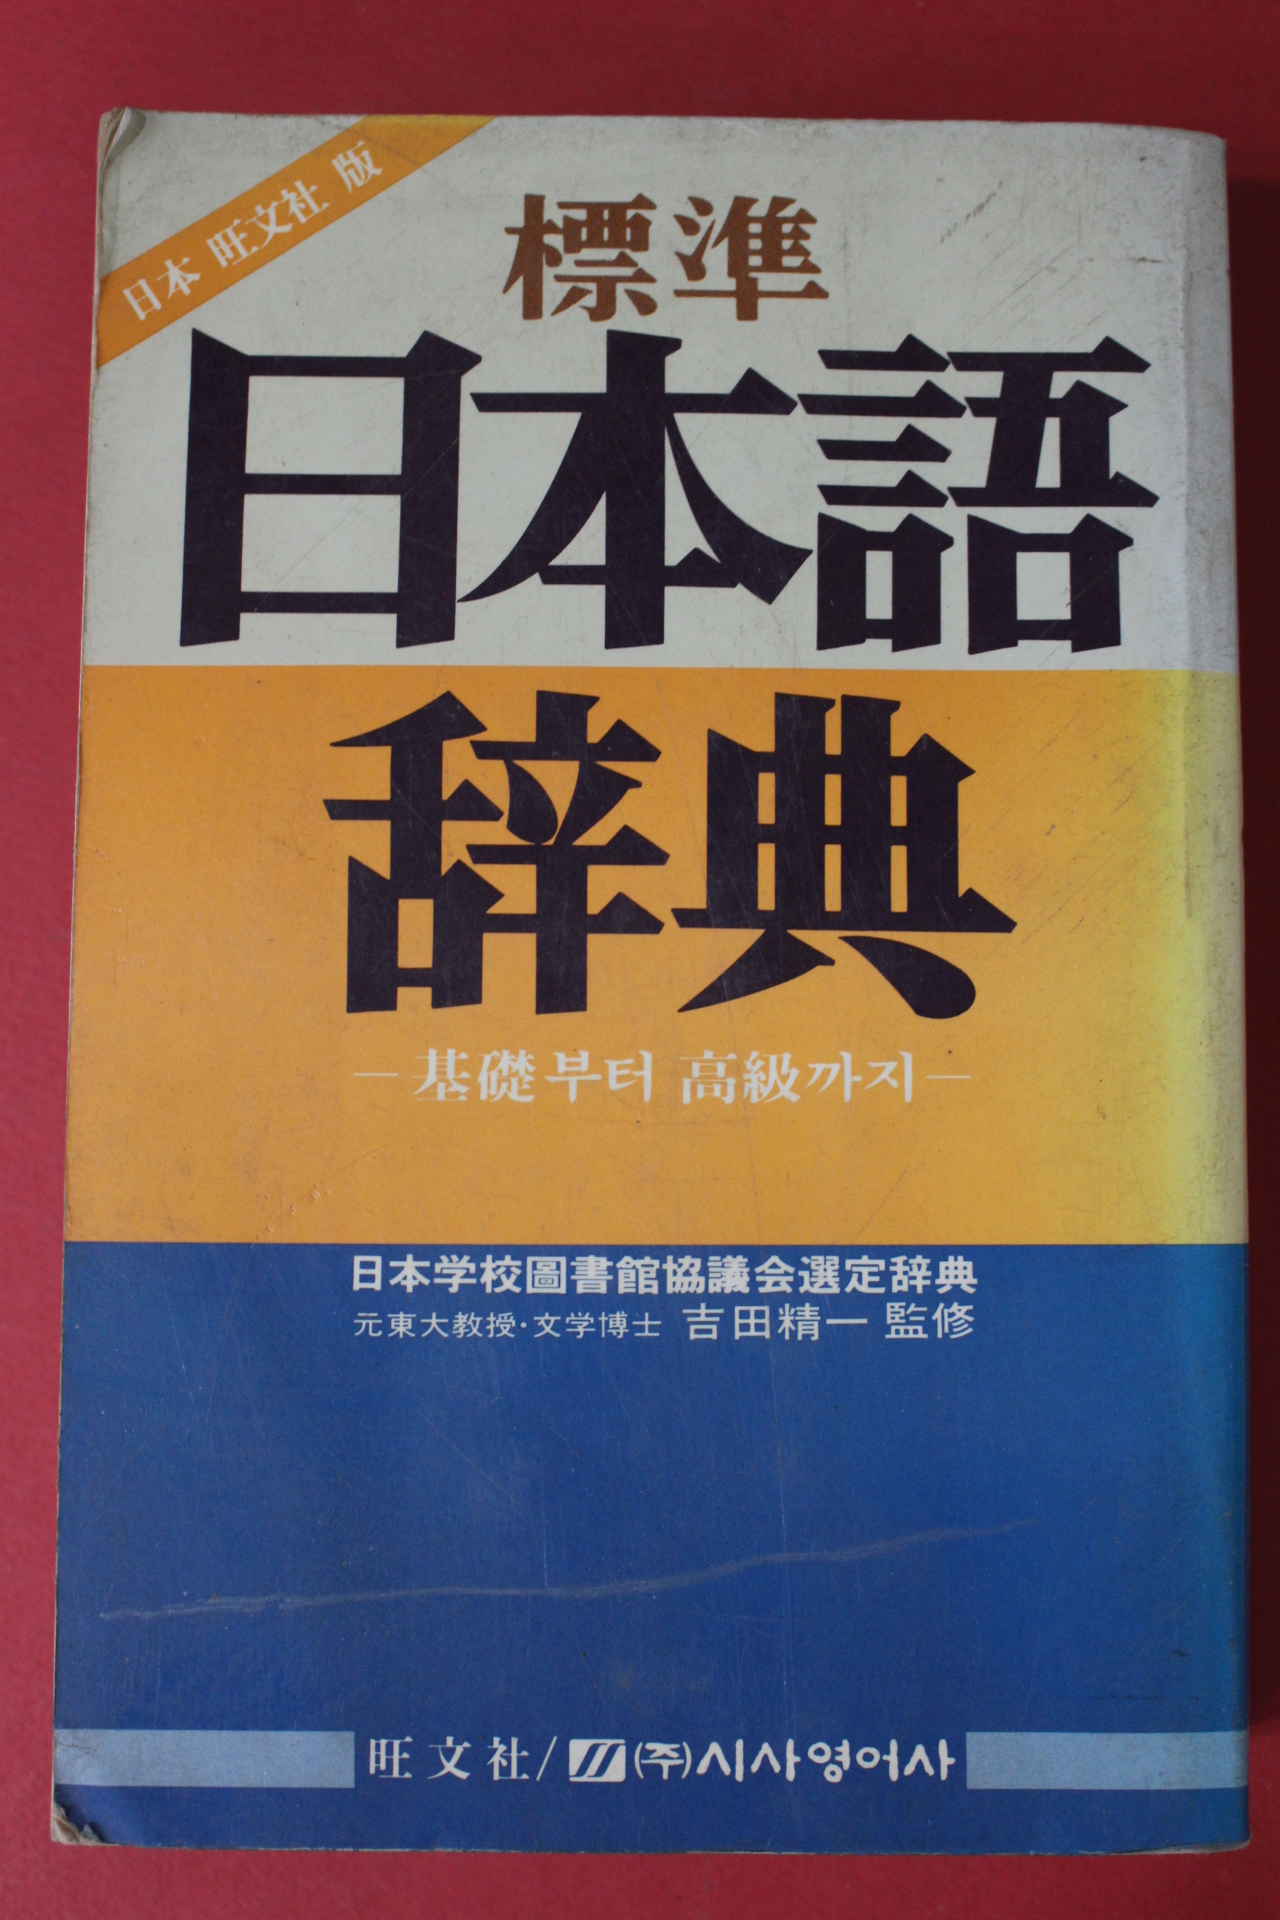 日本 旺文社 版
標準
日本語
辞典
－基礎부터 高級까지－
日本学校圖書館協議会選定辞典
元東大教授・文学博士 吉田精一 監修
旺文社/(주)시사영어사